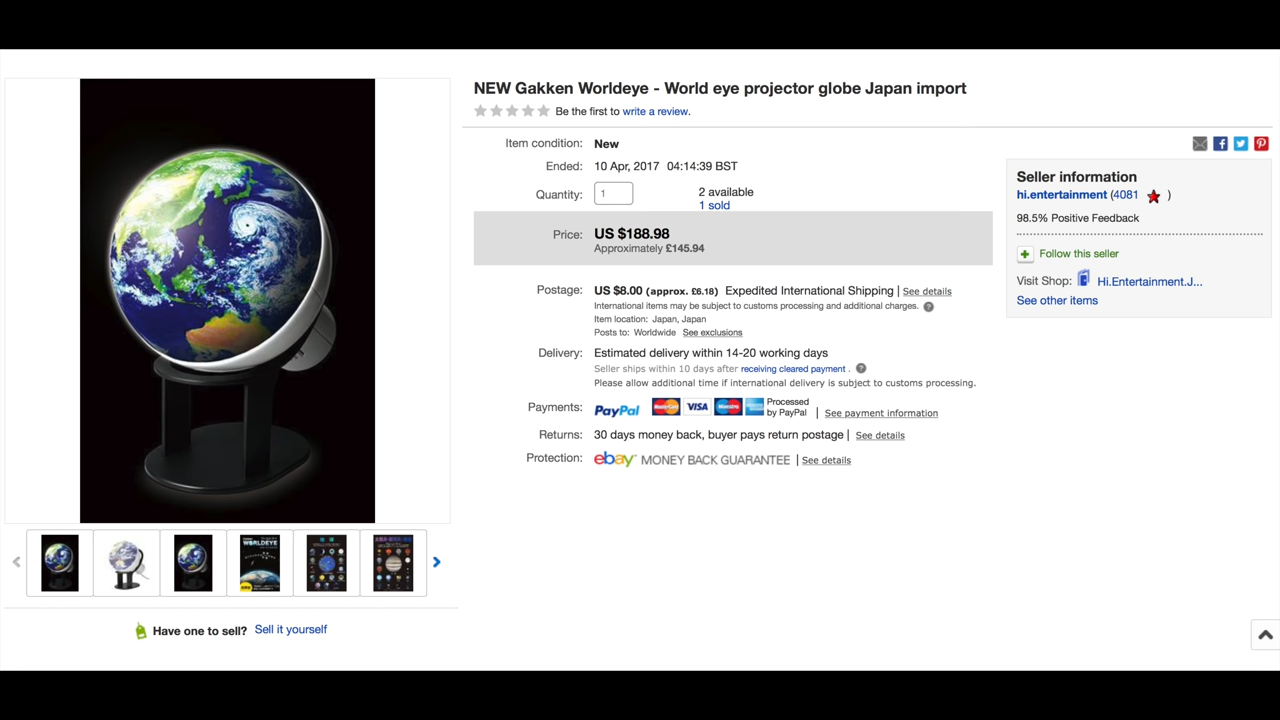 NEW Gakken Worldeye - World eye projector globe Japan import
Be the first to write a review.
Item condition: New
Ended: 10 Apr, 2017 04:14:39 BST
Quantity: 1 2 available
1 sold
Price: US $188.98
Approximately £145.94
Postage: US $8.00 (approx. £6.18) Expedited International Shipping | See details
International items may be subject to customs processing and additional charges. ?
Item location: Japan, Japan
Posts to: Worldwide See exclusions
Delivery: Estimated delivery within 14-20 working days
Seller ships within 10 days after receiving cleared payment . ?
Please allow additional time if international delivery is subject to customs processing.
Payments: PayPal MasterCard VISA Maestro Processed by PayPal | See payment information
Returns: 30 days money back, buyer pays return postage | See details
Protection: ebay MONEY BACK GUARANTEE | See details
Seller information
hi.entertainment (4081 )
98.5% Positive Feedback
Follow this seller
Visit Shop: Hi.Entertainment.J...
See other items
WORLDEYE
Have one to sell? Sell it yourself